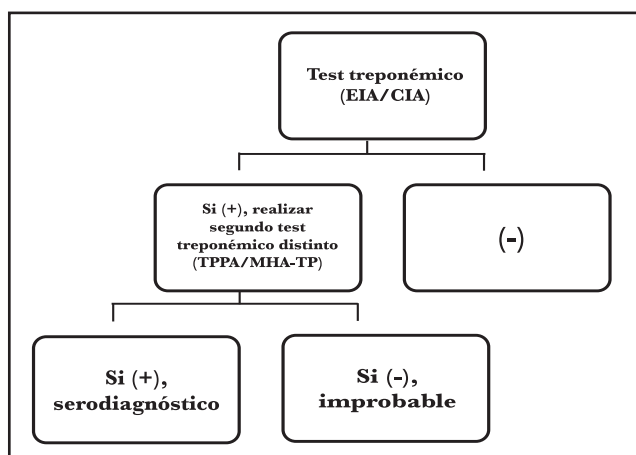 Test treponémico
(EIA/CIA)
Si (+), realizar
segundo test
treponémico distinto
(TPPA/MHA-TP)
(-)
Si (+),
serodiagnóstico
Si (-),
improbable